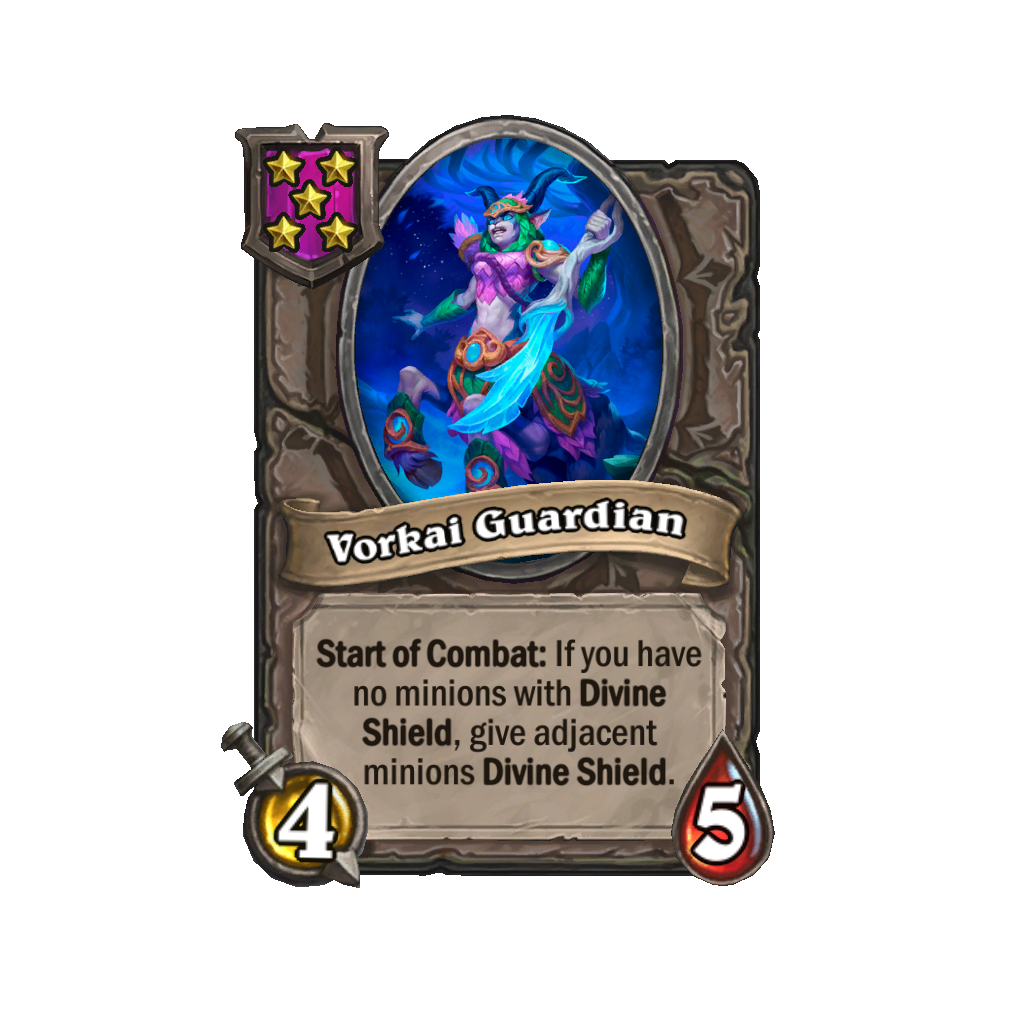 Vorkai Guardian
Start of Combat: If you have
no minions with Divine
Shield, give adjacent
minions Divine Shield.
4
5